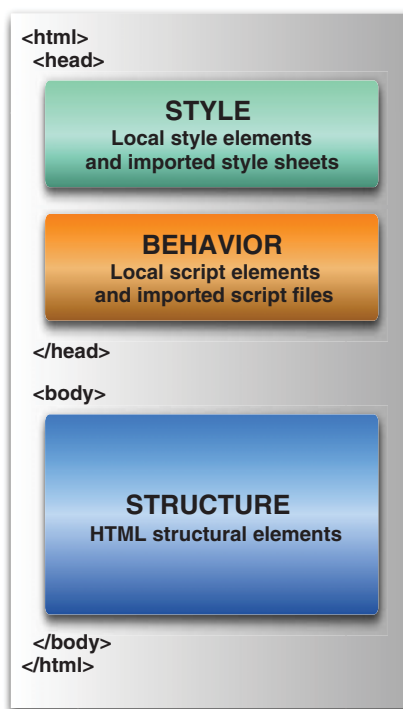 <html>
<head>
STYLE
Local style elements
and imported style sheets
BEHAVIOR
Local script elements
and imported script files
</head>
<body>
STRUCTURE
HTML structural elements
</body>
</html>